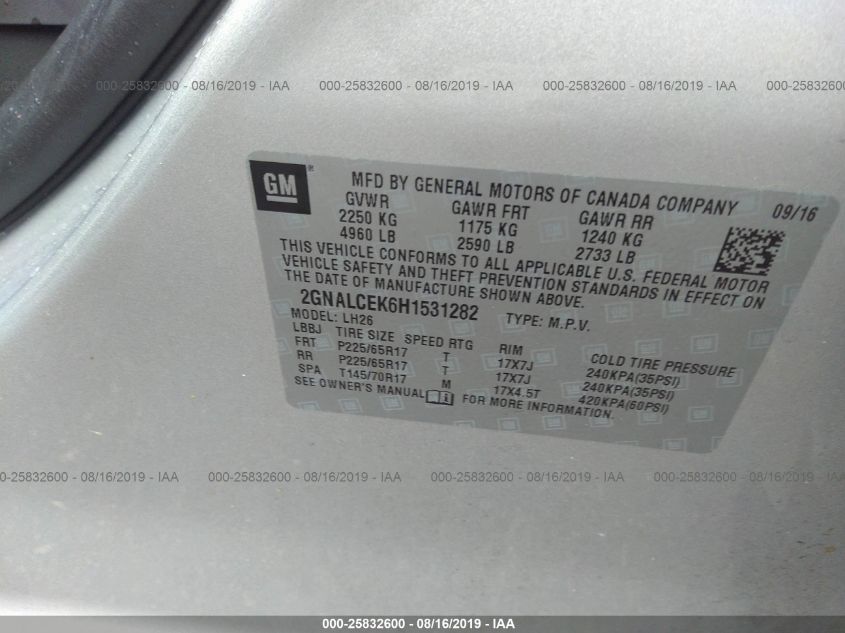 000-25832600 - 08/16/2019 - IAA 000-25832600 - 08/16/2019 - IAA 000-25832600 - 08/16/2019 - IAA 000-25832600
GM ®
MFD BY GENERAL MOTORS OF CANADA COMPANY 09/16
GVWR GAWR FRT GAWR RR
2250 KG 1175 KG 1240 KG
4960 LB 2590 LB 2733 LB
THIS VEHICLE CONFORMS TO ALL APPLICABLE U.S. FEDERAL MOTOR
VEHICLE SAFETY AND THEFT PREVENTION STANDARDS IN EFFECT ON
THE DATE OF MANUFACTURE SHOWN ABOVE.
2GNALCEK6H1531282 TYPE: M.P.V.
MODEL: LH26
LBBJ TIRE SIZE SPEED RTG RIM COLD TIRE PRESSURE
FRT P225/65R17 T 17X7J 240KPA(35PSI)
RR P225/65R17 T 17X7J 240KPA(35PSI)
SPA T145/70R17 M 17X4.5T 420KPA(60PSI)
SEE OWNER'S MANUAL i FOR MORE INFORMATION.
000-25832600 - 08/16/2019 - IAA 000-25832600 - 08/16/2019 - IAA 000-25832600 - 08/16/2019 - IAA 000-25832600 - 08/16/2019 - IAA
000-25832600 - 08/16/2019 - IAA